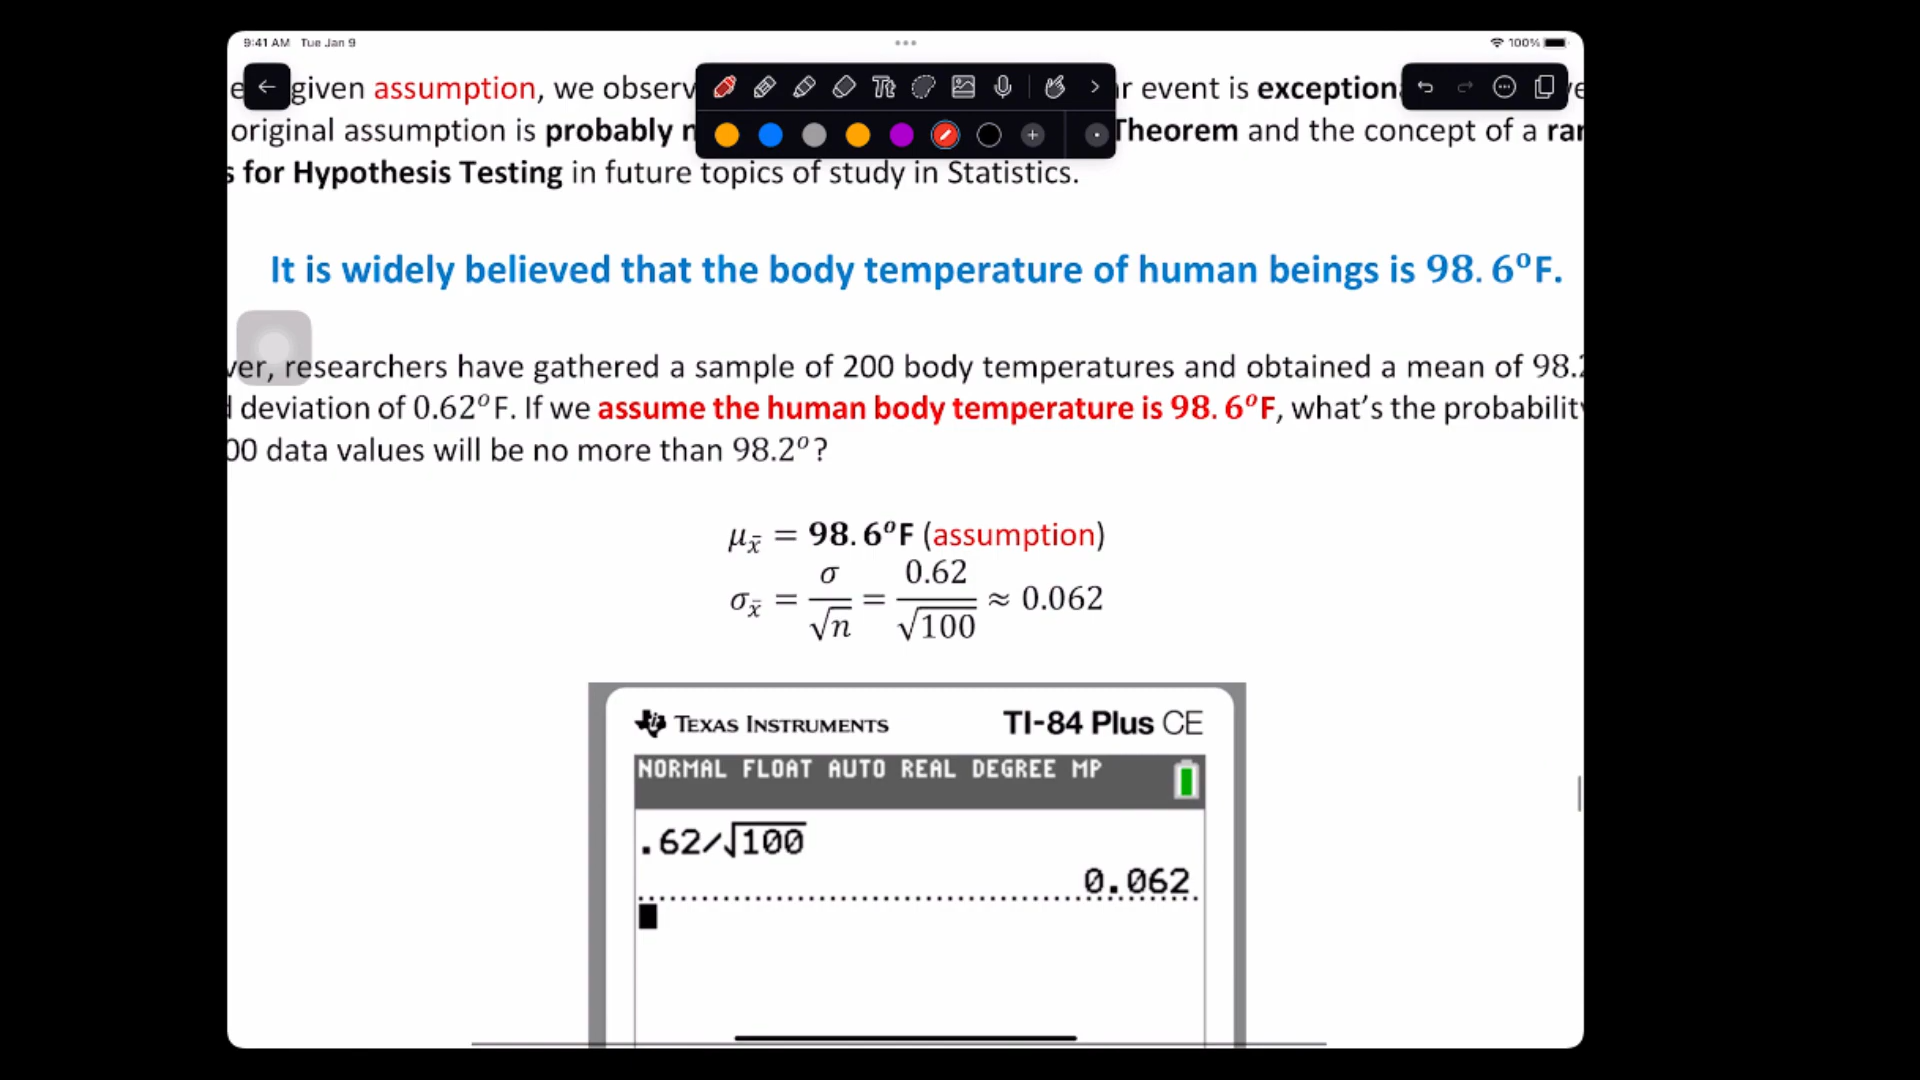 9:41 AM Tue Jan 9
100%
given assumption, we observ r event is exception
original assumption is probably Theorem and the concept of a
s for Hypothesis Testing in future topics of study in Statistics.
It is widely believed that the body temperature of human beings is 98.6°F.
ver, researchers have gathered a sample of 200 body temperatures and obtained a mean of 98.2
deviation of 0.62°F. If we assume the human body temperature is 98.6°F, what's the probability
00 data values will be no more than 98.2°?
μx̄ = 98.6°F (assumption)
σx̄ = σ/√n = 0.62/√100 ≈ 0.062
TEXAS INSTRUMENTS TI-84 Plus CE
NORMAL FLOAT AUTO REAL DEGREE MP
.62/√100
0.062